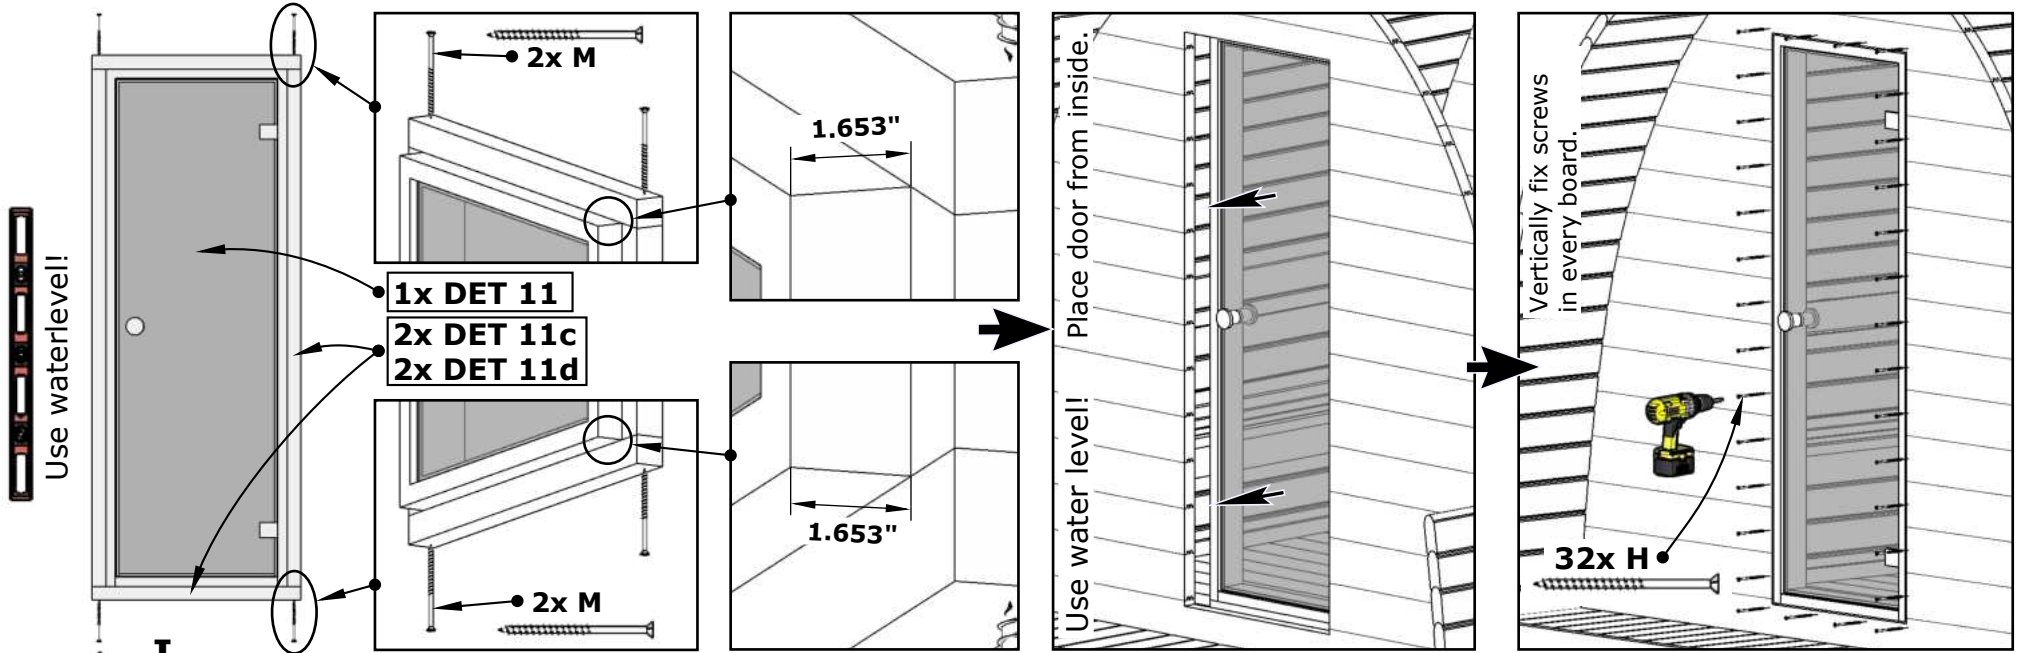 Use waterlevel!
2x M
1x DET 11
2x DET 11c
2x DET 11d
2x M
1.653"
1.653"
Place door from inside.
Use water level!
Vertically fix screws
in every board.
32x H